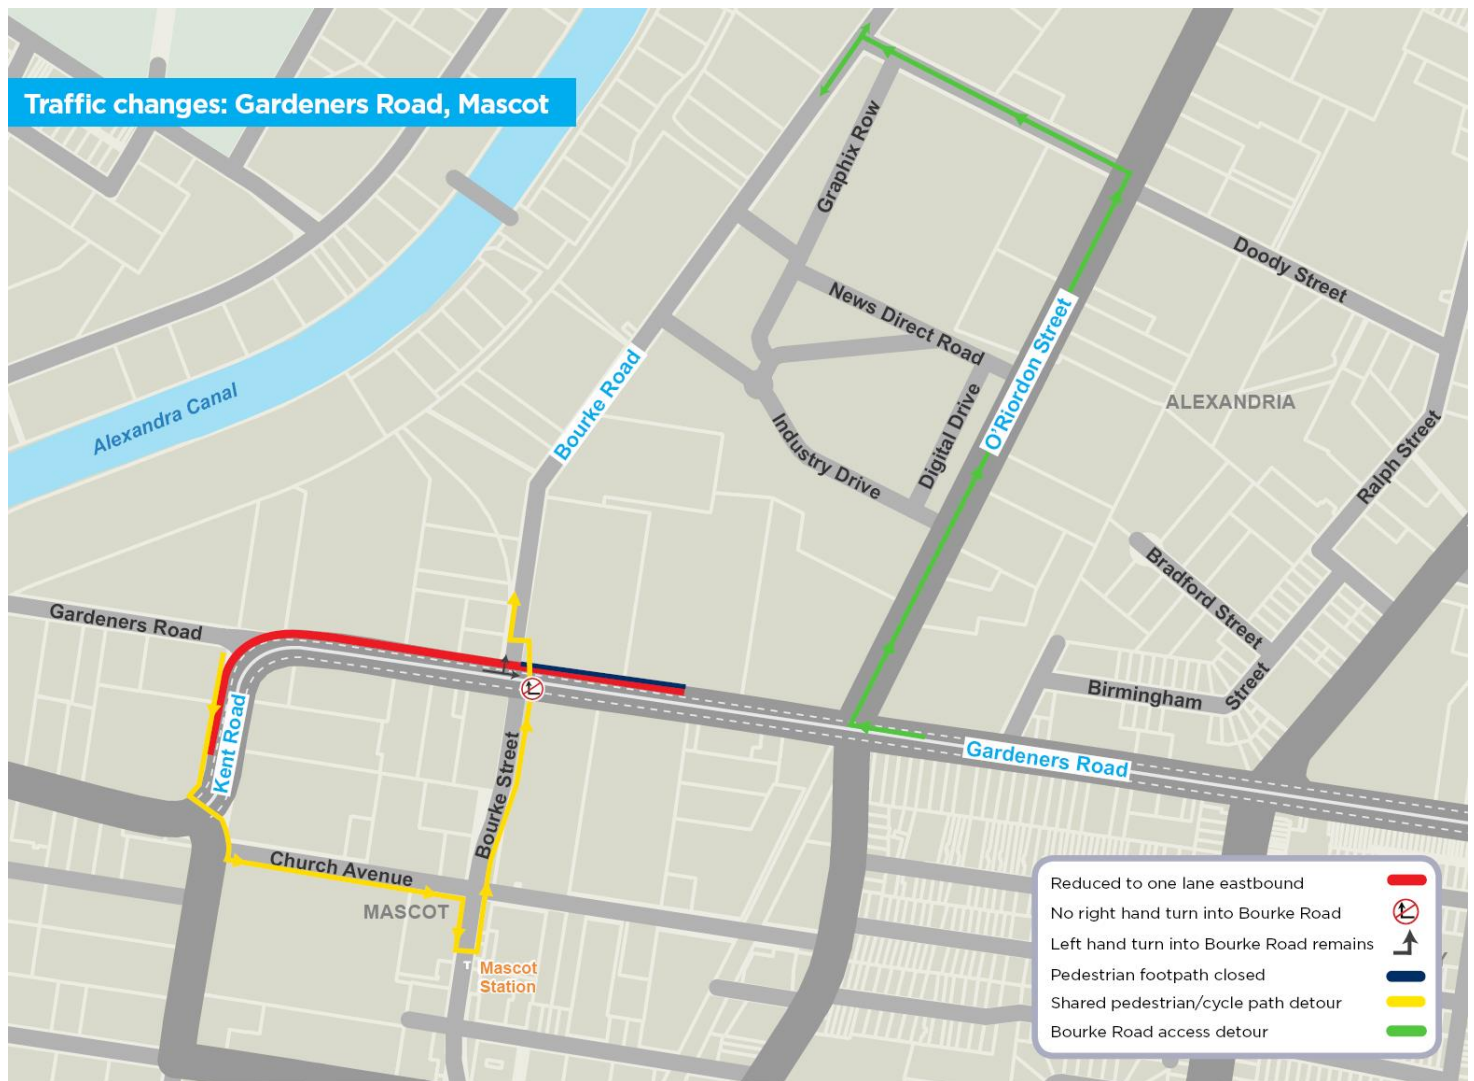 Traffic changes: Gardeners Road, Mascot
Graphix Row
Doody Street
News Direct Road
O'Riordon Street
Bourke Road
Alexandra Canal
ALEXANDRIA
Digital Drive
Industry Drive
Ralph Street
Bradford Street
Gardeners Road
Birmingham
Street
Kent Road
Gardeners Road
Bourke Street
Church Avenue
MASCOT
Mascot
Station
Reduced to one lane eastbound
No right hand turn into Bourke Road
Left hand turn into Bourke Road remains
Pedestrian footpath closed
Shared pedestrian/cycle path detour
Bourke Road access detour